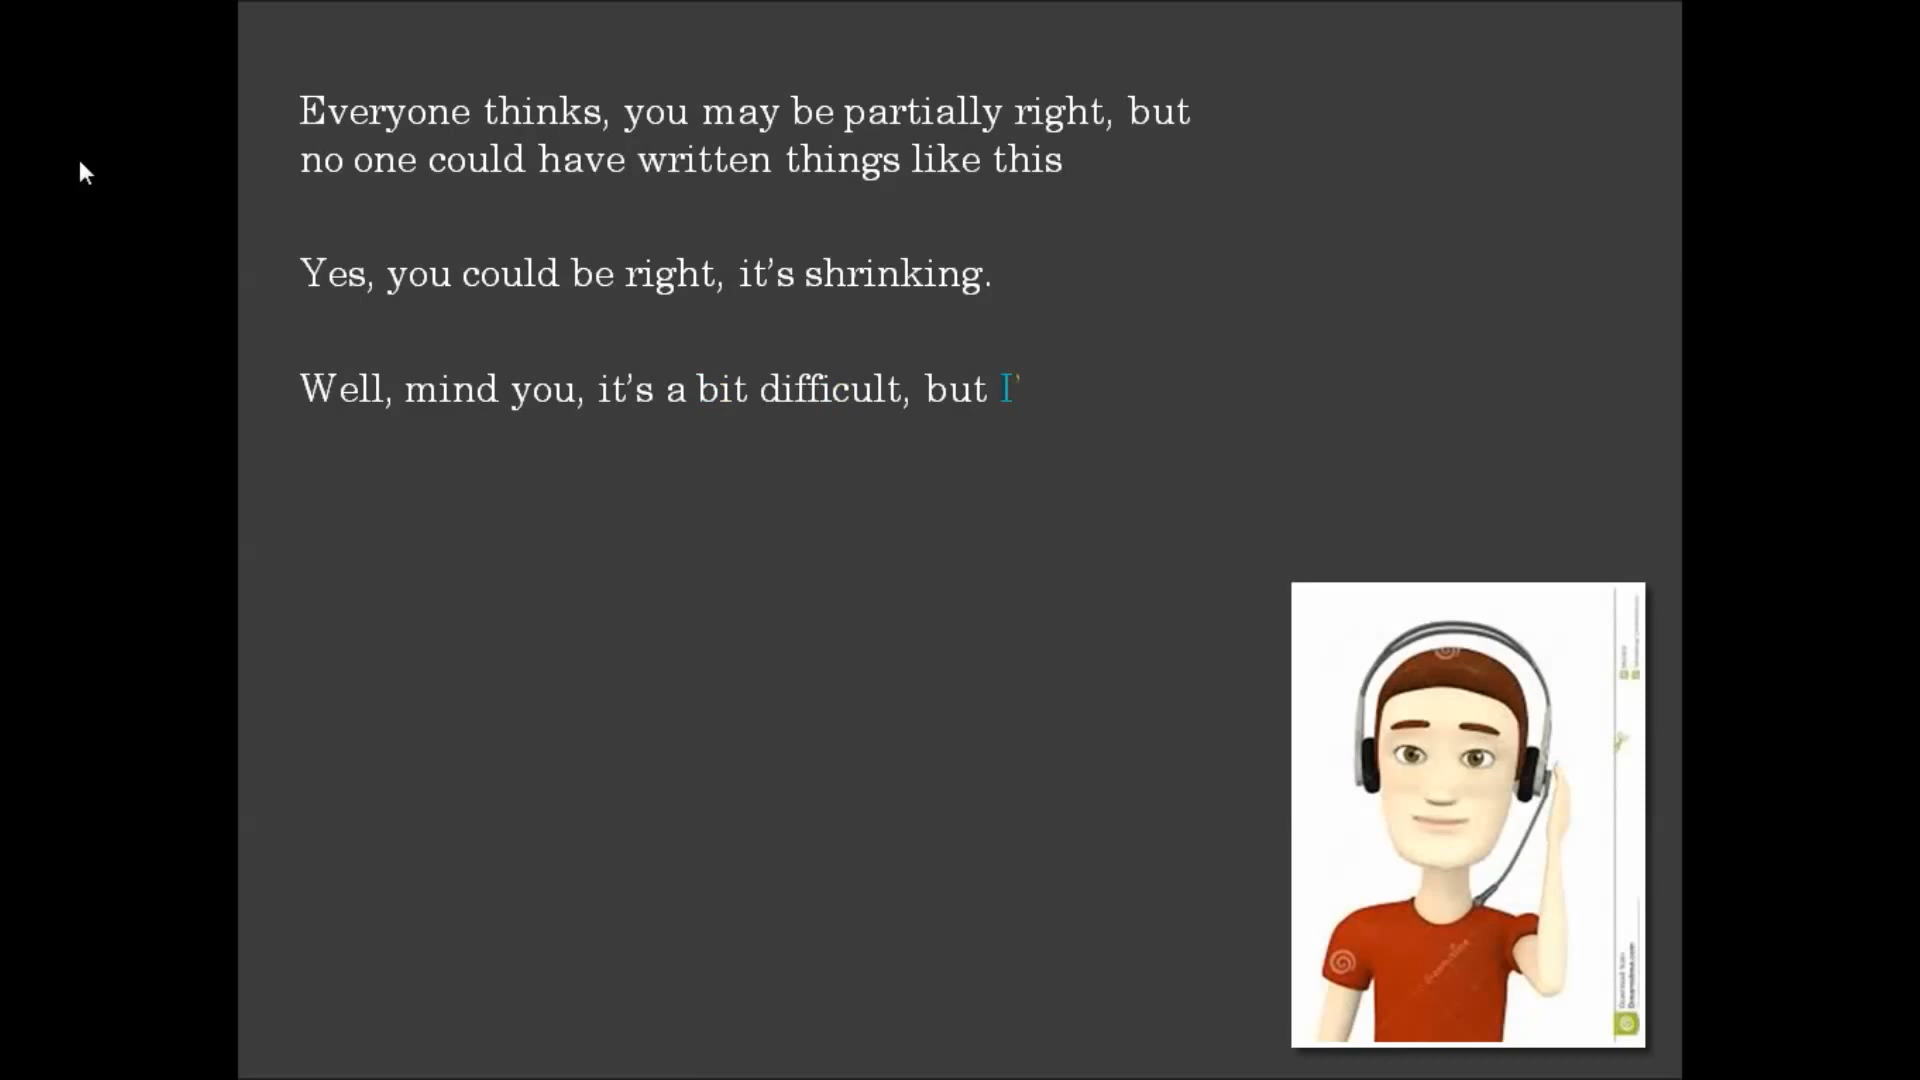 Everyone thinks, you may be partially right, but
no one could have written things like this
Yes, you could be right, it’s shrinking.
Well, mind you, it’s a bit difficult, but I’